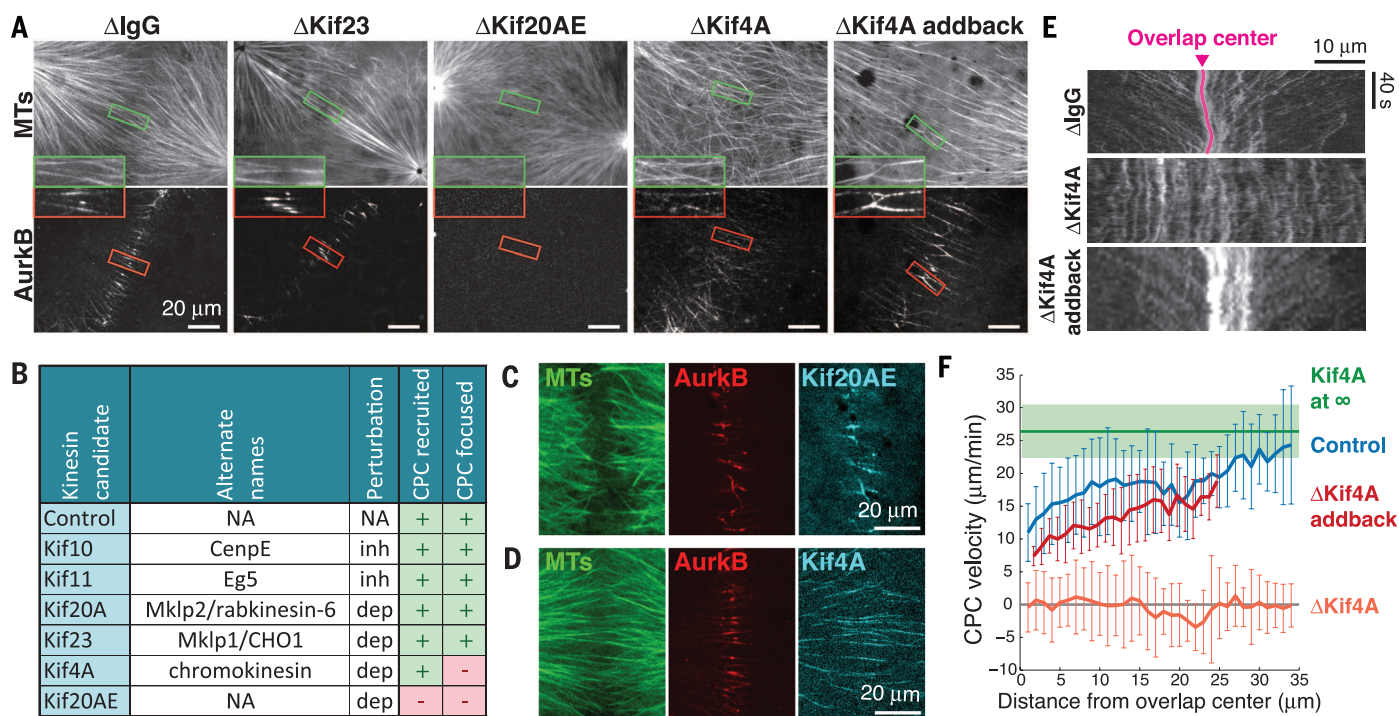 A
ΔIgG
ΔKif23
ΔKif20AE
ΔKif4A
ΔKif4A addback
MTs
AurkB
20 μm
B
Kinesin candidate
Alternate names
Perturbation
CPC recruited
CPC focused
Control NA NA + +
Kif10 CenpE inh + +
Kif11 Eg5 inh + +
Kif20A Mklp2/rabkinesin-6 dep + +
Kif23 Mklp1/CHO1 dep + +
Kif4A chromokinesin dep + -
Kif20AE NA dep - -
C
MTs
AurkB
Kif20AE
20 μm
D
MTs
AurkB
Kif4A
20 μm
E
Overlap center
10 μm
40 s
ΔIgG
ΔKif4A
ΔKif4A
addback
F
CPC velocity (μm/min)
35
30
25
20
15
10
5
0
−5
−10
0 5 10 15 20 25 30 35
Distance from overlap center (μm)
Kif4A
at ∞
Control
ΔKif4A
addback
ΔKif4A